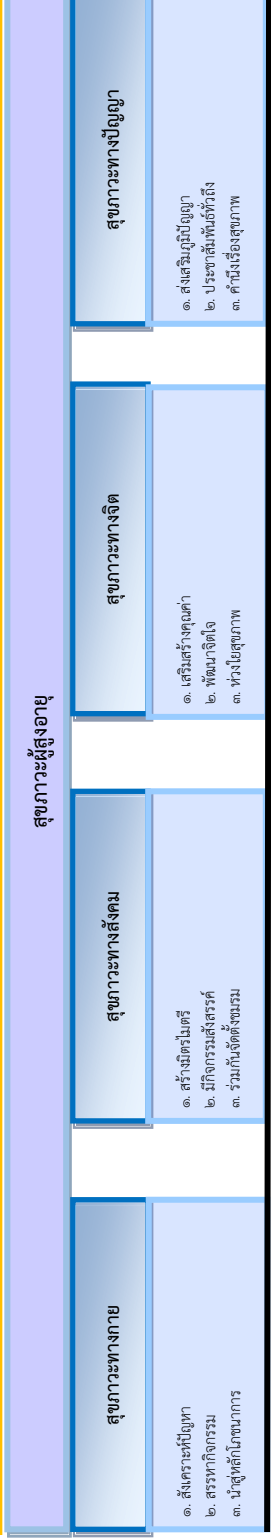 สุขภาวะผู้สูงอายุ
สุขภาวะทางกาย
๑. สังเคราะห์ปัญหา
๒. สรรหากิจกรรม
๓. นำสู่หลักโภชนาการ
สุขภาวะทางสังคม
๑. สร้างมิตรไมตรี
๒. มีกิจกรรมสังสรรค์
๓. ร่วมกันจัดตั้งชมรม
สุขภาวะทางจิต
๑. เสริมสร้างคุณค่า
๒. พัฒนาจิตใจ
๓. ห่วงใยสุขภาพ
สุขภาวะทางปัญญา
๑. ส่งเสริมภูมิปัญญา
๒. ประชาสัมพันธ์ทั่วถึง
๓. คำนึงเรื่องสุขภาพ